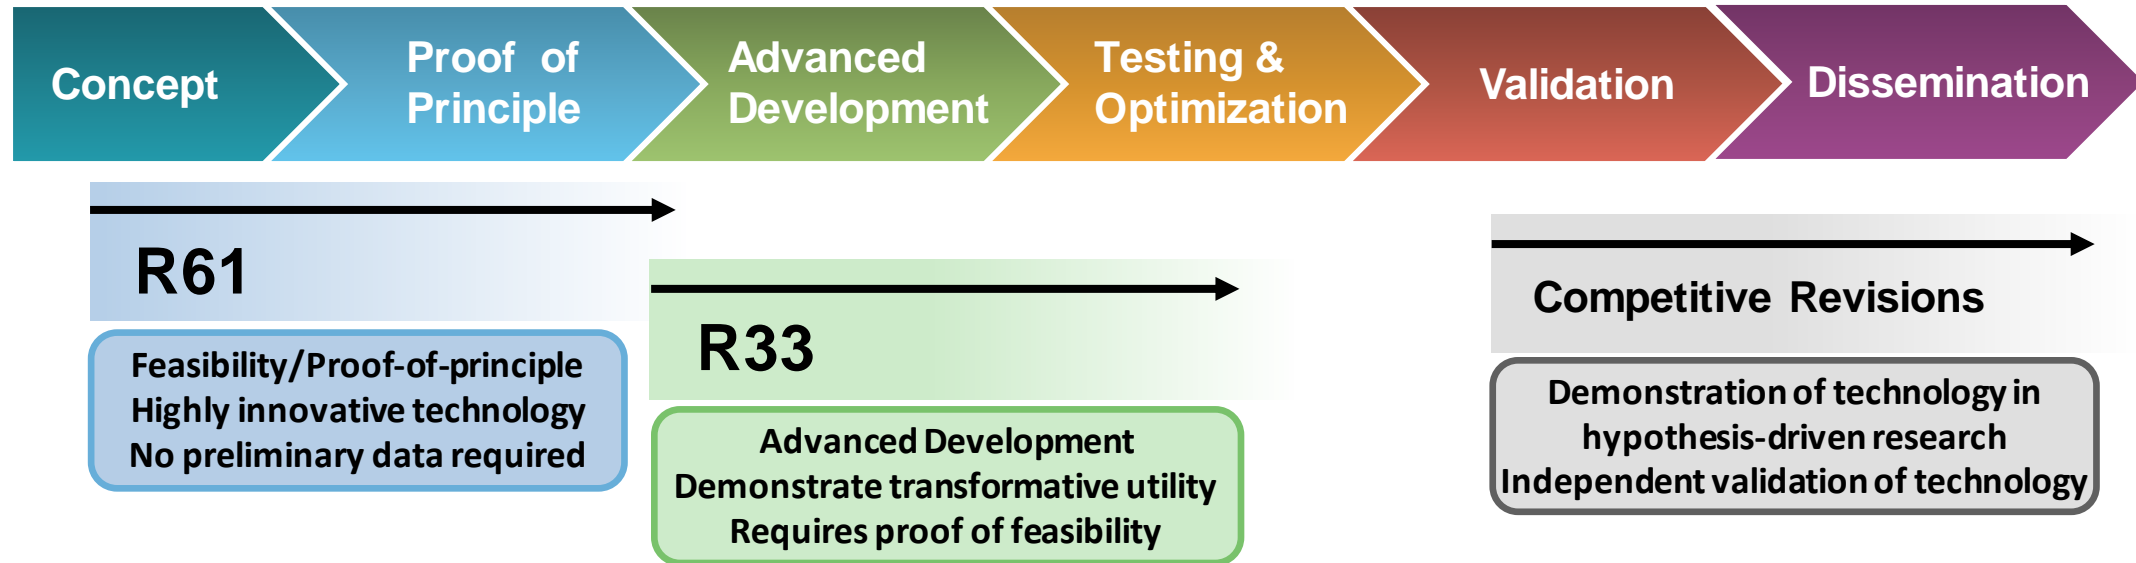 Concept
Proof of
Principle
Advanced
Development
Testing &
Optimization
Validation
Dissemination
R61
Feasibility/Proof-of-principle
Highly innovative technology
No preliminary data required
R33
Advanced Development
Demonstrate transformative utility
Requires proof of feasibility
Competitive Revisions
Demonstration of technology in
hypothesis-driven research
Independent validation of technology